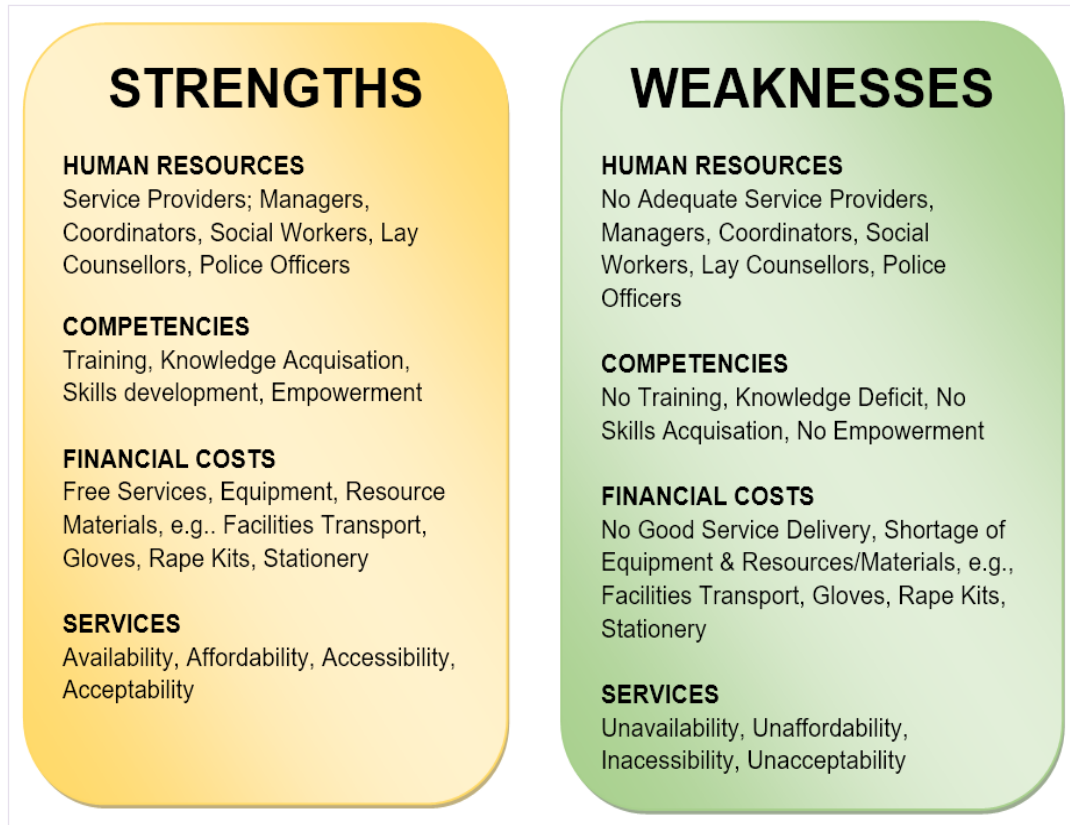 STRENGTHS
HUMAN RESOURCES
Service Providers; Managers,
Coordinators, Social Workers, Lay
Counsellors, Police Officers
COMPETENCIES
Training, Knowledge Acquisation,
Skills development, Empowerment
FINANCIAL COSTS
Free Services, Equipment, Resource
Materials, e.g.. Facilities Transport,
Gloves, Rape Kits, Stationery
SERVICES
Availability, Affordability, Accessibility,
Acceptability
WEAKNESSES
HUMAN RESOURCES
No Adequate Service Providers,
Managers, Coordinators, Social
Workers, Lay Counsellors, Police
Officers
COMPETENCIES
No Training, Knowledge Deficit, No
Skills Acquisation, No Empowerment
FINANCIAL COSTS
No Good Service Delivery, Shortage of
Equipment & Resources/Materials, e.g.,
Facilities Transport, Gloves, Rape Kits,
Stationery
SERVICES
Unavailability, Unaffordability,
Inacessibility, Unacceptability